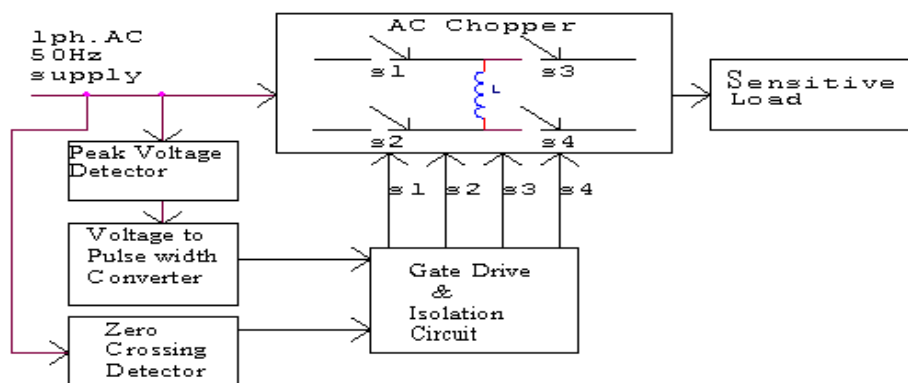 AC Chopper
1ph.AC
50Hz
supply
s1
s3
L
s2
s4
Sensitive
Load
Peak Voltage
Detector
s1
s2
s3
s4
Voltage to
Pulse width
Converter
Gate Drive
&
Isolation
Circuit
Zero
Crossing
Detector